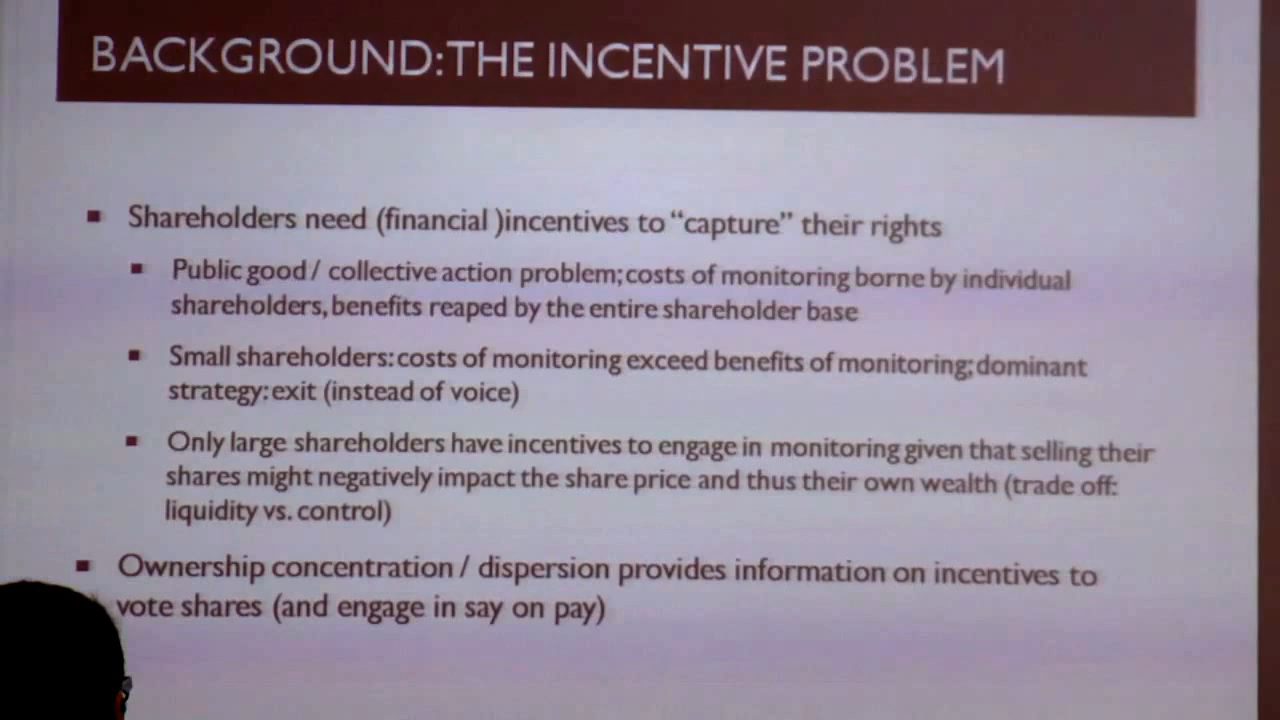 BACKGROUND: THE INCENTIVE PROBLEM
Shareholders need (financial )incentives to “capture” their rights
Public good / collective action problem; costs of monitoring borne by individual
shareholders, benefits reaped by the entire shareholder base
Small shareholders: costs of monitoring exceed benefits of monitoring; dominant
strategy: exit (instead of voice)
Only large shareholders have incentives to engage in monitoring given that selling their
shares might negatively impact the share price and thus their own wealth (trade off:
liquidity vs. control)
Ownership concentration / dispersion provides information on incentives to
vote shares (and engage in say on pay)